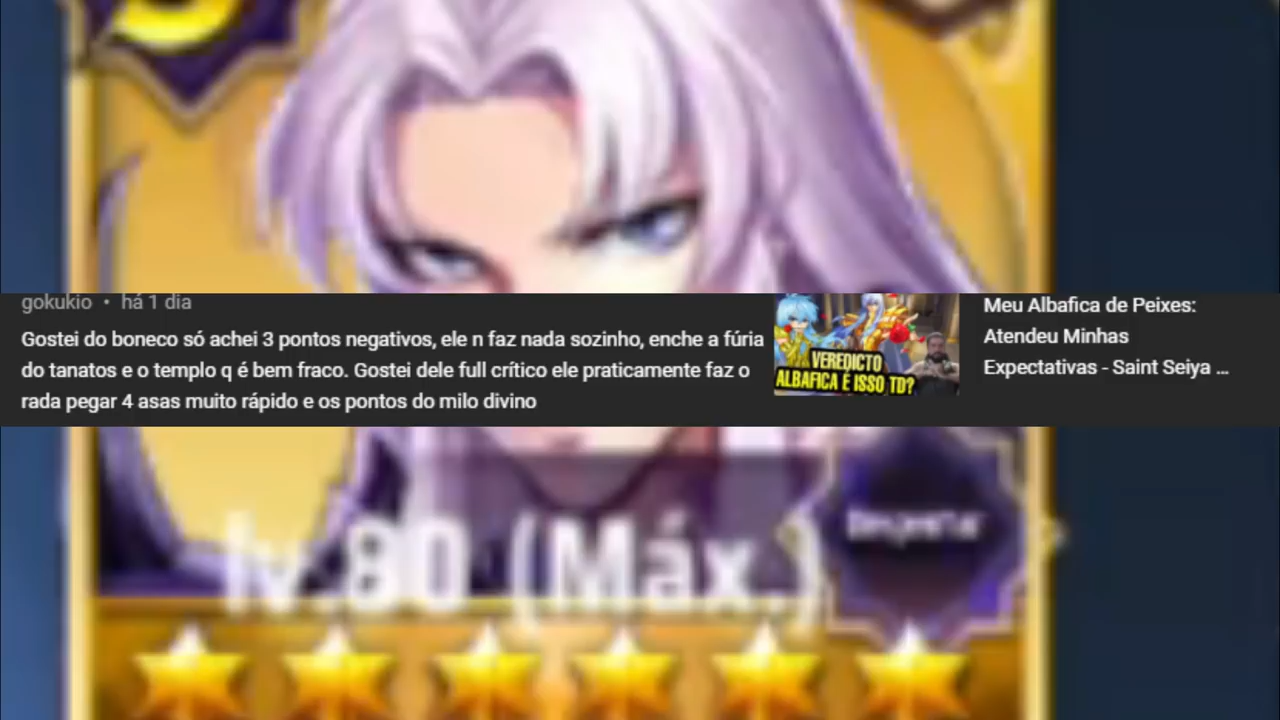 gokukio • há 1 dia
Gostei do boneco só achei 3 pontos negativos, ele n faz nada sozinho, enche a fúria
do tanatos e o templo q é bem fraco. Gostei dele full crítico ele praticamente faz o
rada pegar 4 asas muito rápido e os pontos do milo divino
VEREDICTO
ALBAFICA É ISSO TD?
Meu Albafica de Peixes:
Atendeu Minhas
Expectativas - Saint Seiya ...
lv.80 (Máx.)
Despertar